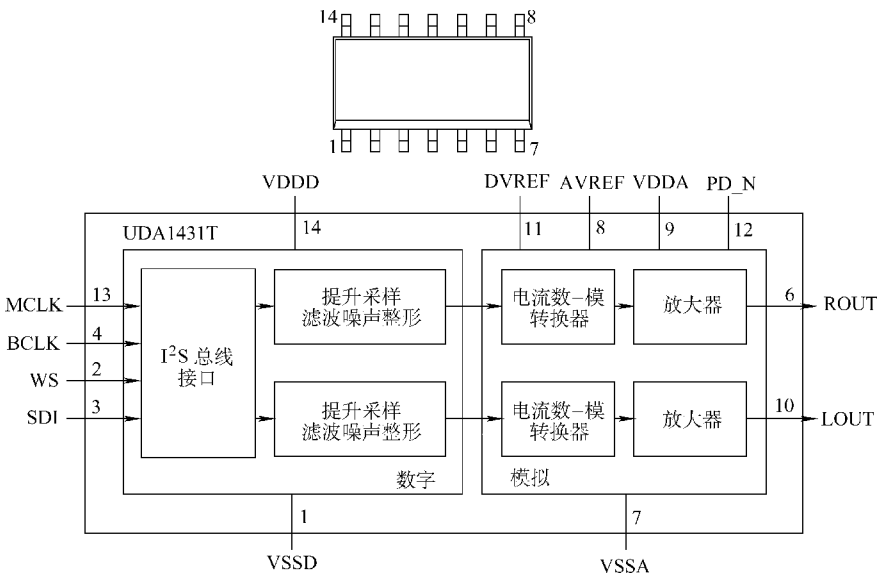 14 8
1 7
VDDD DVREF AVREF VDDA PD_N
UDA1431T 14 11 8 9 12
MCLK 13
BCLK 4
WS 2
SDI 3
I²S 总线
接口
提升采样
滤波噪声整形
电流数-模
转换器
放大器
6 ROUT
提升采样
滤波噪声整形
电流数-模
转换器
放大器
10 LOUT
数字 模拟
1 7
VSSD VSSA